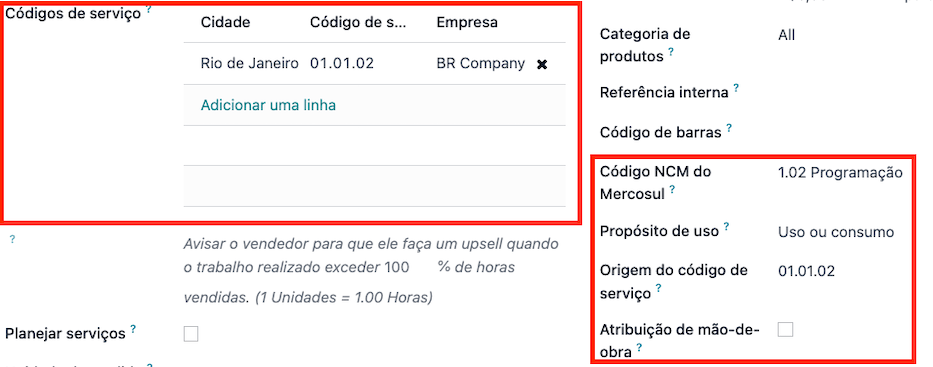 Códigos de serviço ?
Cidade Código de s... Empresa
Rio de Janeiro 01.01.02 BR Company ✖
Adicionar uma linha
?
Avisar o vendedor para que ele faça um upsell quando
o trabalho realizado exceder 100 % de horas
vendidas. (1 Unidades = 1.00 Horas)
Planejar serviços ?
Categoria de
produtos ?
All
Referência interna ?
Código de barras ?
Código NCM do
Mercosul ?
1.02 Programação
Propósito de uso ?
Uso ou consumo
Origem do código de
serviço ?
01.01.02
Atribuição de mão-de-
obra ?